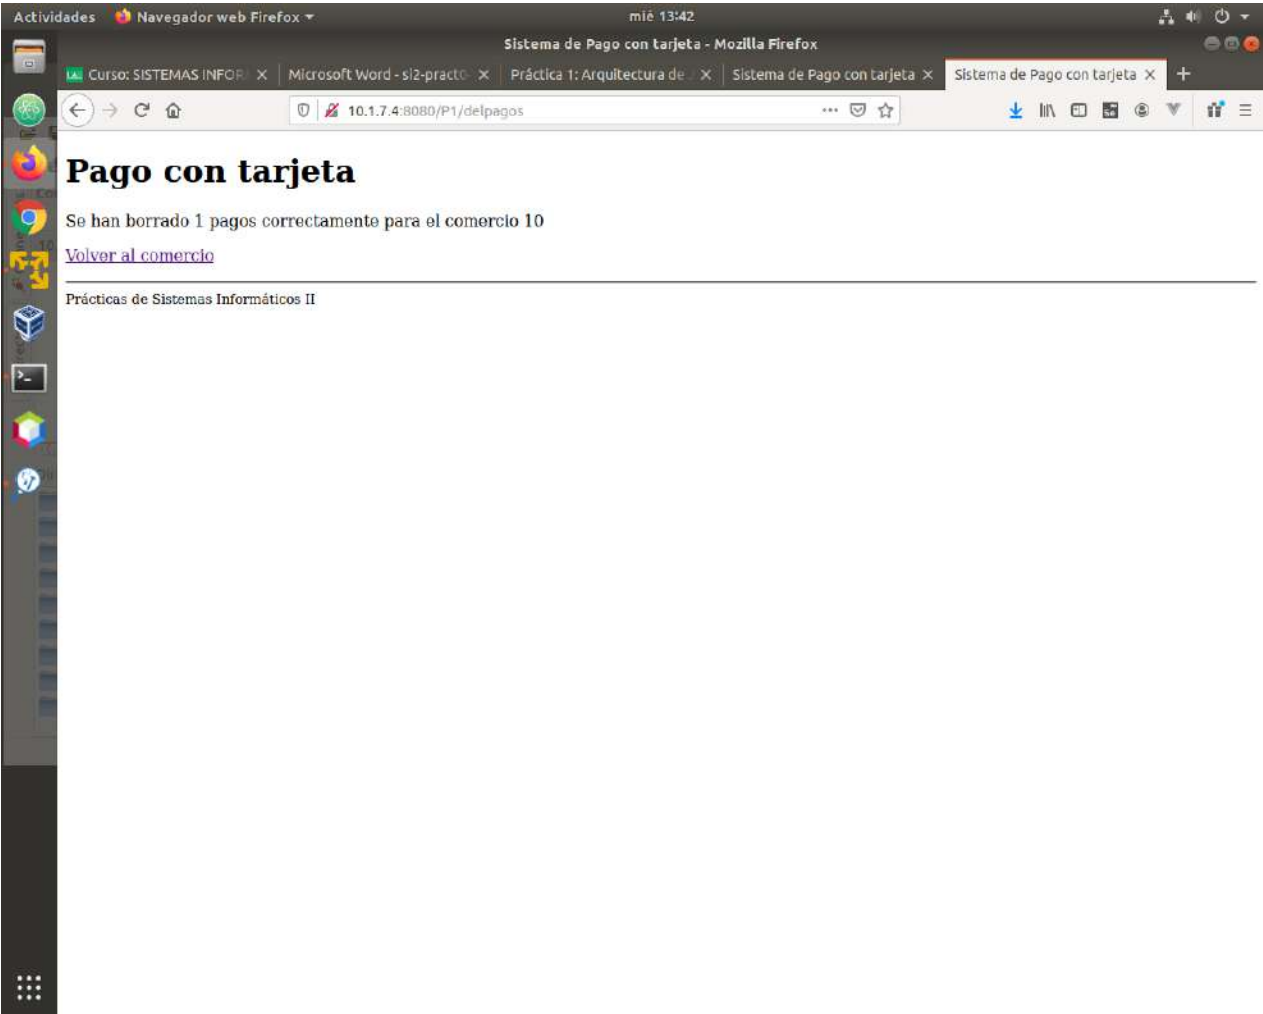 Actividades Navegador web Firefox mié 13:42
Sistema de Pago con tarjeta - Mozilla Firefox
Curso: SISTEMAS INFOR Microsoft Word - si2-practo Práctica 1: Arquitectura de Sistema de Pago con tarjeta Sistema de Pago con tarjeta
10.1.7.4:8080/P1/delpagos
Pago con tarjeta
Se han borrado 1 pagos correctamente para el comercio 10
Volver al comercio
Prácticas de Sistemas Informáticos II